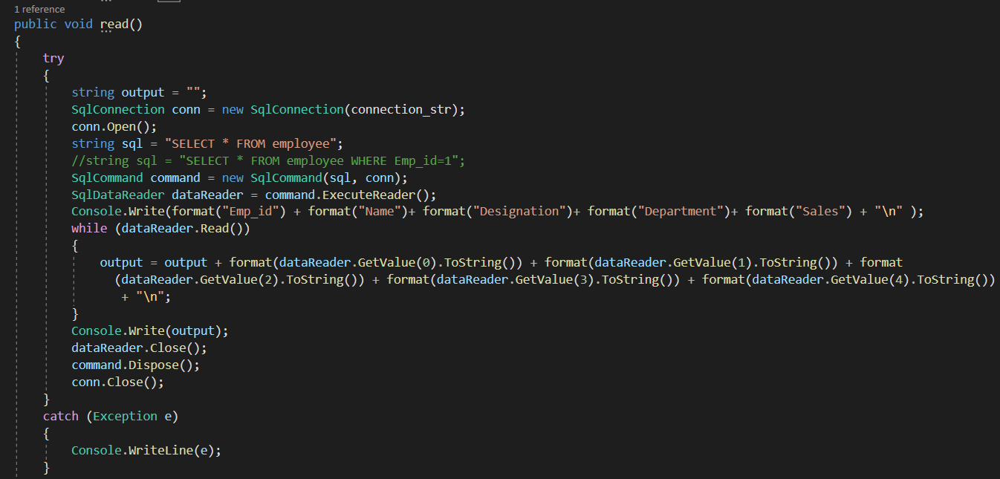 1 reference
public void read()
{
try
{
string output = "";
SqlConnection conn = new SqlConnection(connection_str);
conn.Open();
string sql = "SELECT * FROM employee";
//string sql = "SELECT * FROM employee WHERE Emp_id=1";
SqlCommand command = new SqlCommand(sql, conn);
SqlDataReader dataReader = command.ExecuteReader();
Console.Write(format("Emp_id") + format("Name")+ format("Designation")+ format("Department")+ format("Sales") + "\n" );
while (dataReader.Read())
{
output = output + format(dataReader.GetValue(0).ToString()) + format(dataReader.GetValue(1).ToString()) + format
(dataReader.GetValue(2).ToString()) + format(dataReader.GetValue(3).ToString()) + format(dataReader.GetValue(4).ToString())
+ "\n";
}
Console.Write(output);
dataReader.Close();
command.Dispose();
conn.Close();
}
catch (Exception e)
{
Console.WriteLine(e);
}